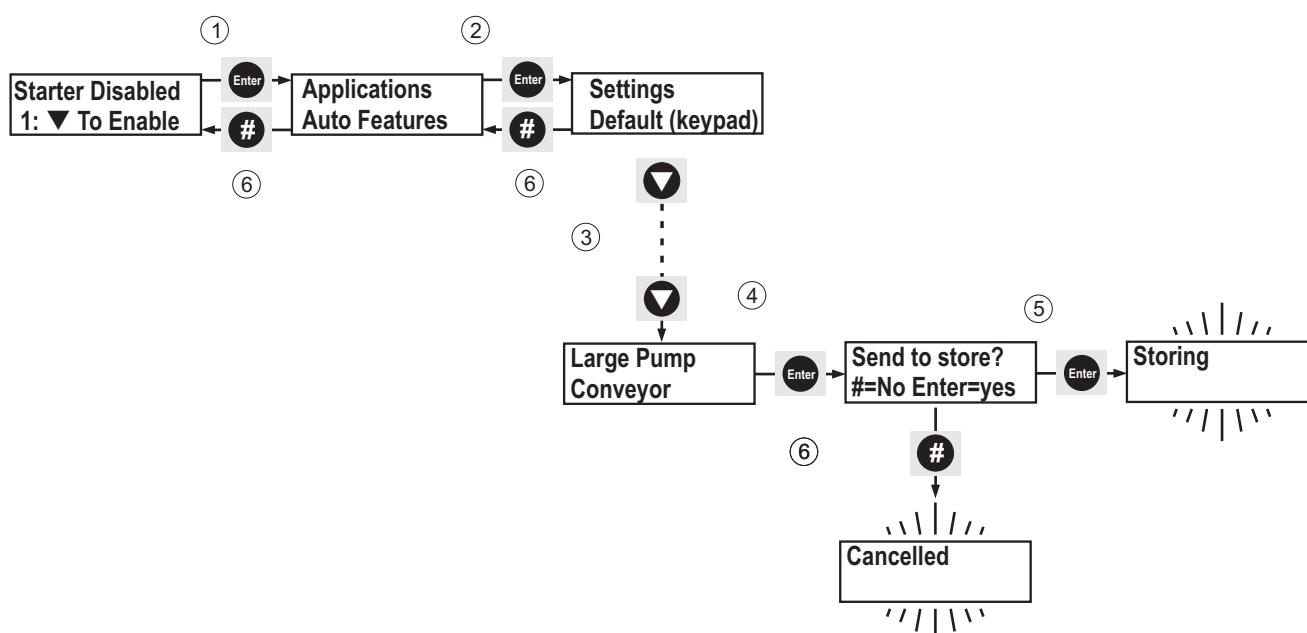 ①
②
Starter Disabled
1: ▼ To Enable
Enter
#
Applications
Auto Features
Enter
#
Settings
Default (keypad)
⑥
⑥
③
④
⑤
Large Pump
Conveyor
Enter
Send to store?
#=No Enter=yes
Enter
Storing
⑥
#
Cancelled